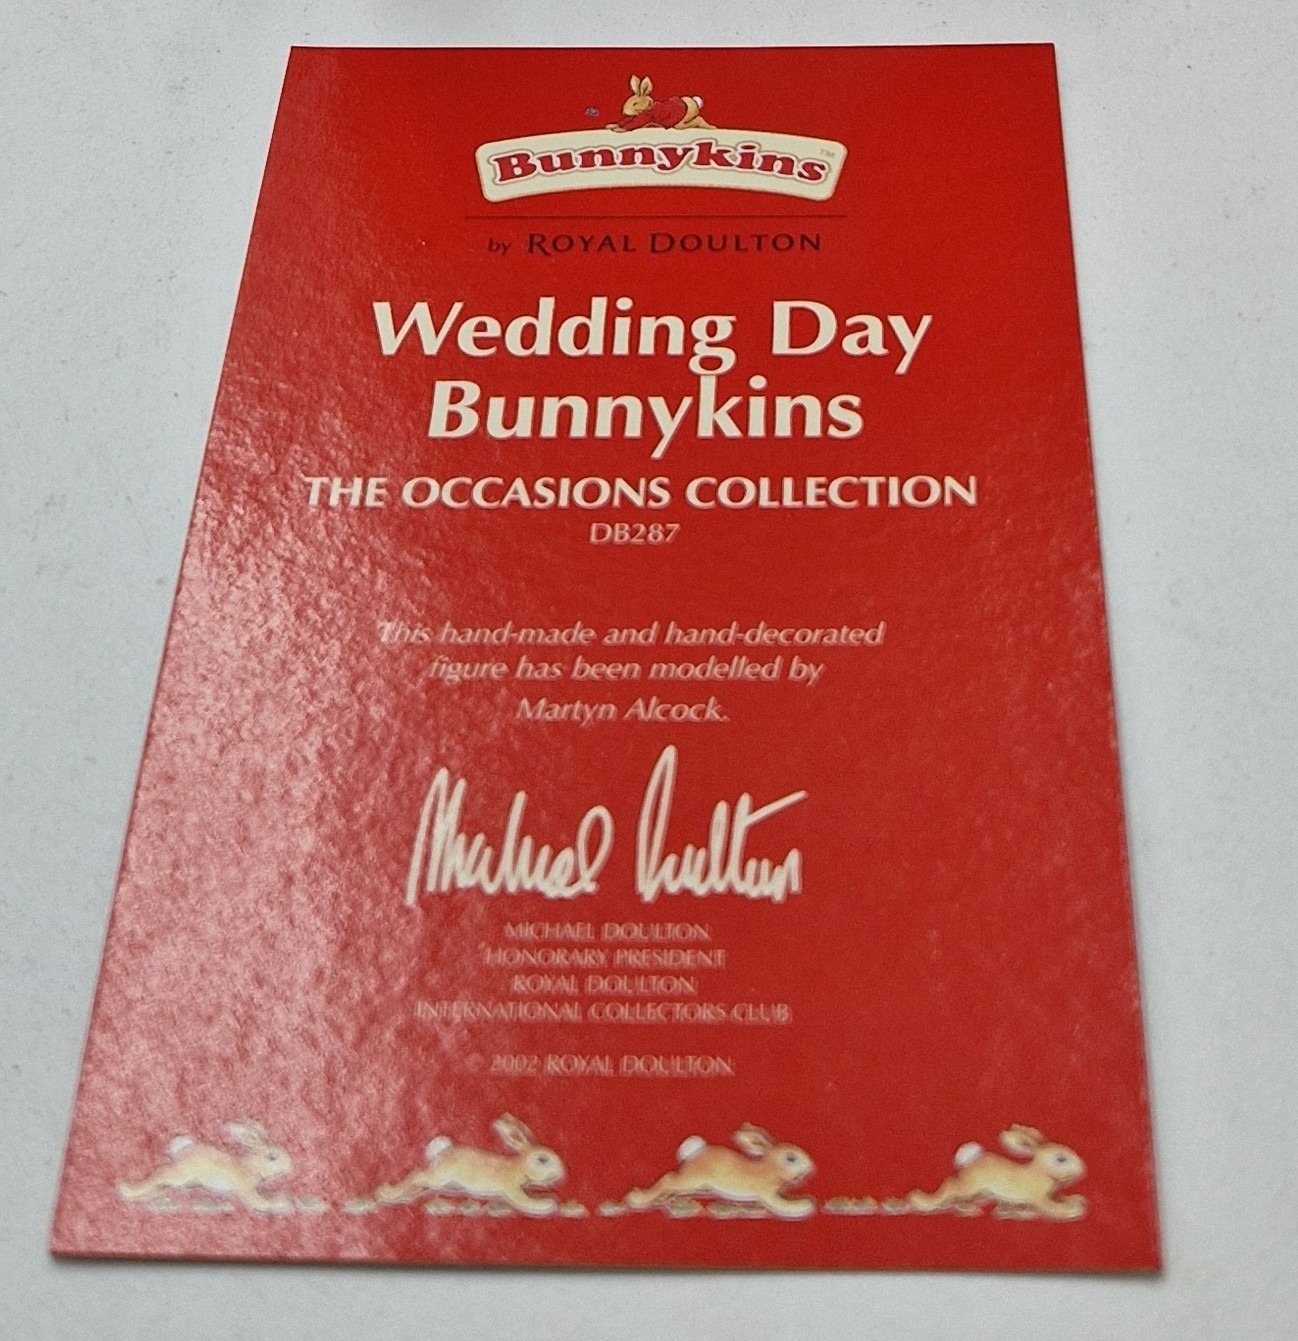 Bunnykins™
by ROYAL DOULTON
Wedding Day
Bunnykins
THE OCCASIONS COLLECTION
DB287
This hand-made and hand-decorated
figure has been modelled by
Martyn Alcock.
Michael Doulton
MICHAEL DOULTON
HONORARY PRESIDENT
ROYAL DOULTON
INTERNATIONAL COLLECTORS CLUB
© 2002 ROYAL DOULTON